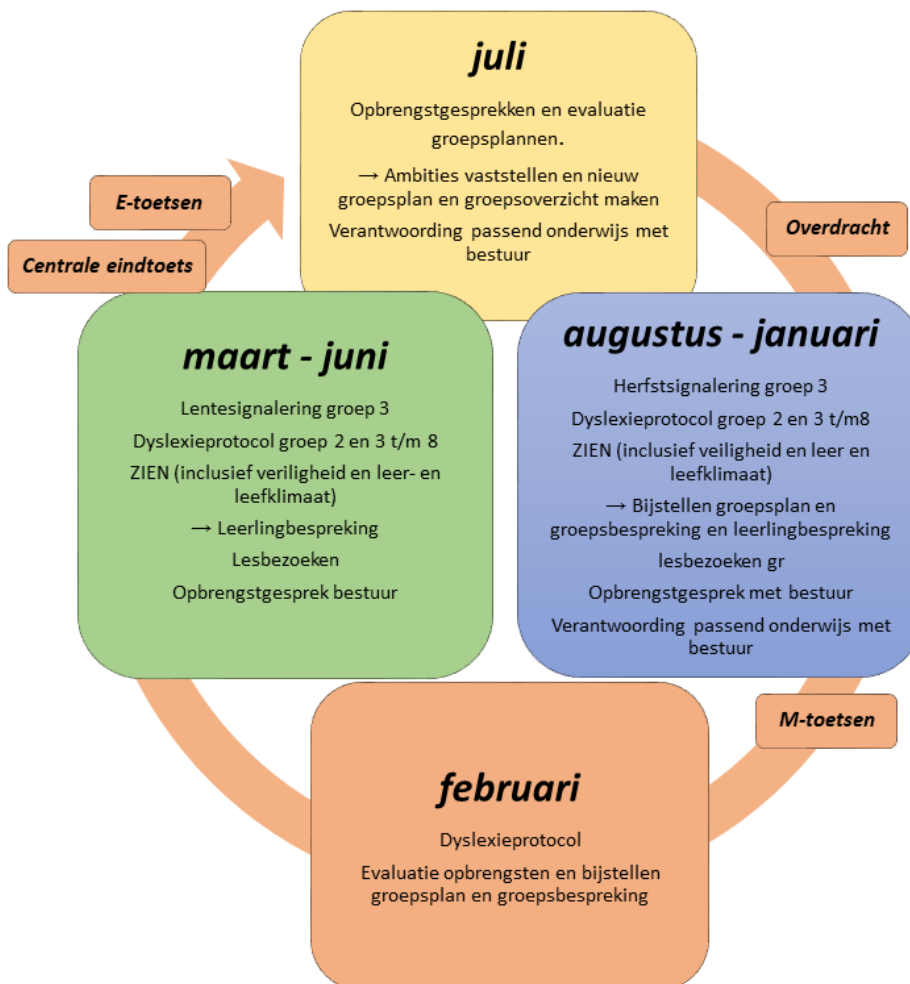 juli
Opbrengstgesprekken en evaluatie
groepsplannen.
→ Ambities vaststellen en nieuw
groepsplan en groepsoverzicht maken
Verantwoording passend onderwijs met
bestuur
E-toetsen
Centrale eindtoets
Overdracht
maart - juni
Lentesignalering groep 3
Dyslexieprotocol groep 2 en 3 t/m 8
ZIEN (inclusief veiligheid en leer- en
leefklimaat)
→ Leerlingbespreking
Lesbezoeken
Opbrengstgesprek bestuur
augustus - januari
Herfstsignalering groep 3
Dyslexieprotocol groep 2 en 3 t/m8
ZIEN (inclusief veiligheid en leer en
leefklimaat)
→ Bijstellen groepsplan en
groepsbespreking en leerlingbespreking
lesbezoeken gr
Opbrengstgesprek met bestuur
Verantwoording passend onderwijs met
bestuur
M-toetsen
februari
Dyslexieprotocol
Evaluatie opbrengsten en bijstellen
groepsplan en groepsbespreking